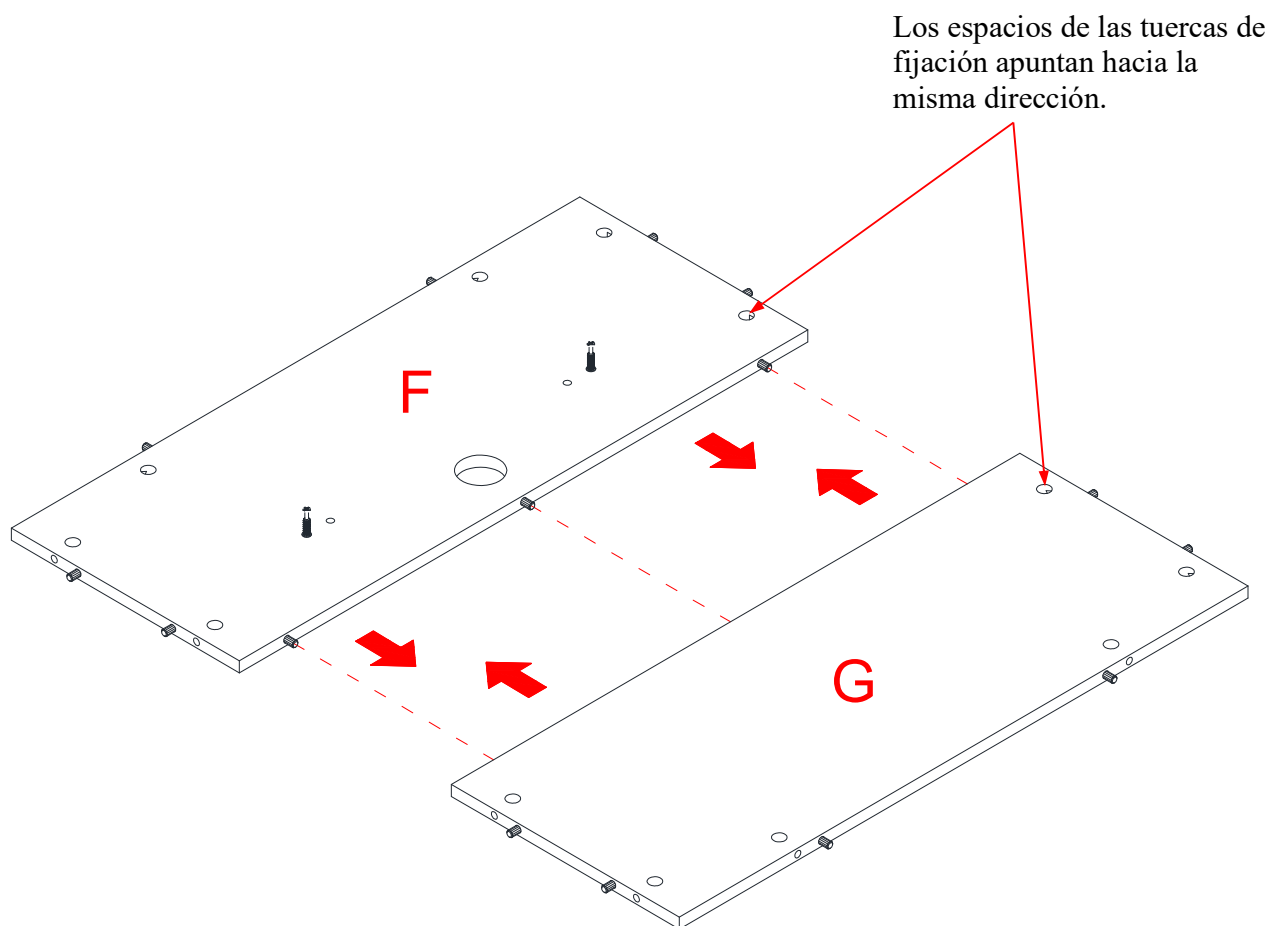 Los espacios de las tuercas de
fijación apuntan hacia la
misma dirección.
F
G